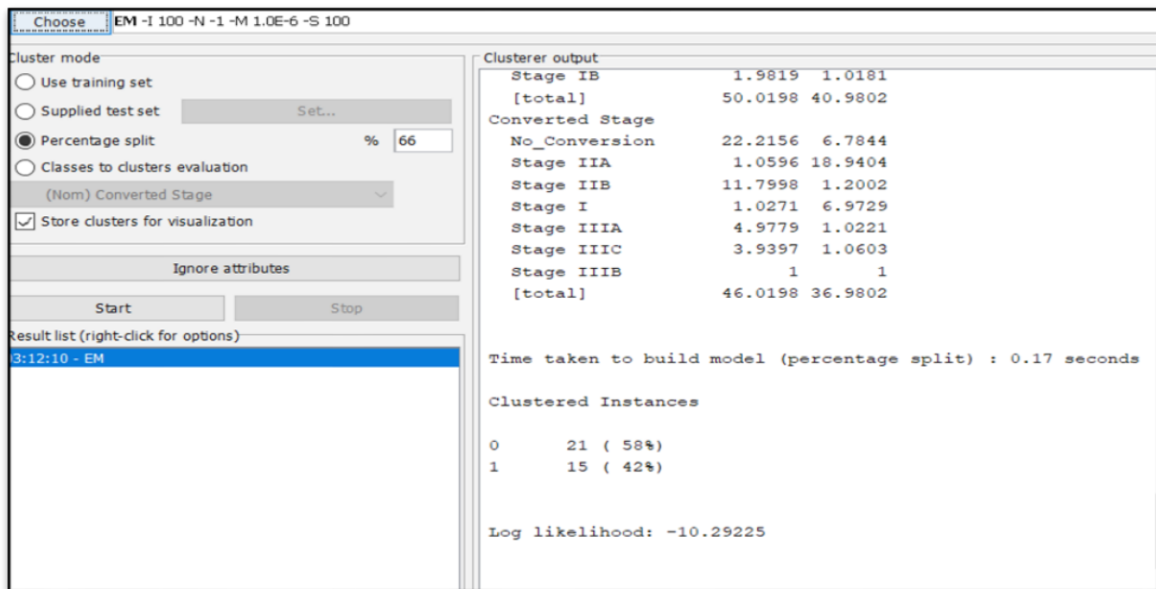 Choose EM -I 100 -N -1 -M 1.0E-6 -S 100
Cluster mode
Use training set
Supplied test set Set...
Percentage split % 66
Classes to clusters evaluation
(Nom) Converted Stage
Store clusters for visualization
Ignore attributes
Start Stop
Result list (right-click for options)
3:12:10 - EM
Clusterer output
Stage IB 1.9819 1.0181
[total] 50.0198 40.9802
Converted Stage
No_Conversion 22.2156 6.7844
Stage IIA 1.0596 18.9404
Stage IIB 11.7998 1.2002
Stage I 1.0271 6.9729
Stage IIIA 4.9779 1.0221
Stage IIIC 3.9397 1.0603
Stage IIIB 1 1
[total] 46.0198 36.9802
Time taken to build model (percentage split) : 0.17 seconds
Clustered Instances
0 21 ( 58%)
1 15 ( 42%)
Log likelihood: -10.29225